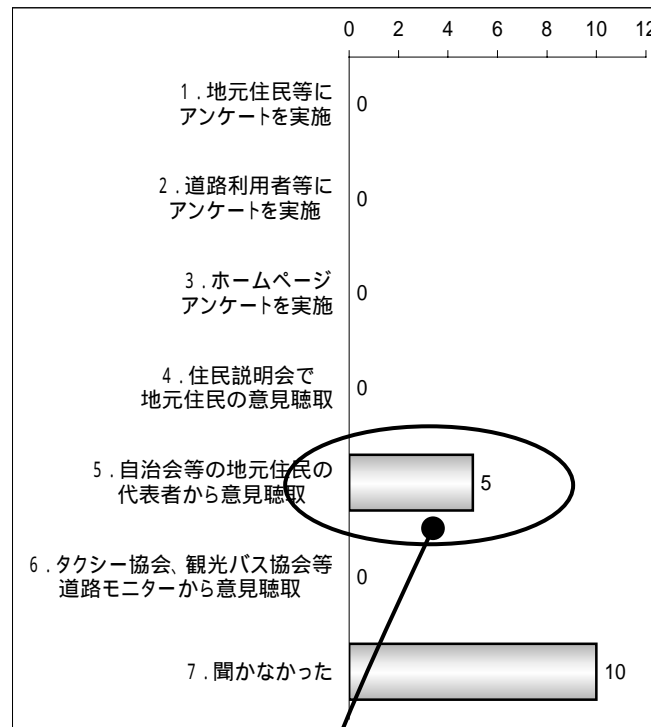 0 2 4 6 8 10 12
1.地元住民等に
アンケートを実施
0
2.道路利用者等に
アンケートを実施
0
3.ホームページ
アンケートを実施
0
4.住民説明会で
地元住民の意見聴取
0
5.自治会等の地元住民の
代表者から意見聴取
5
6.タクシー協会、観光バス協会等
道路モニターから意見聴取
0
7.聞かなかった
10